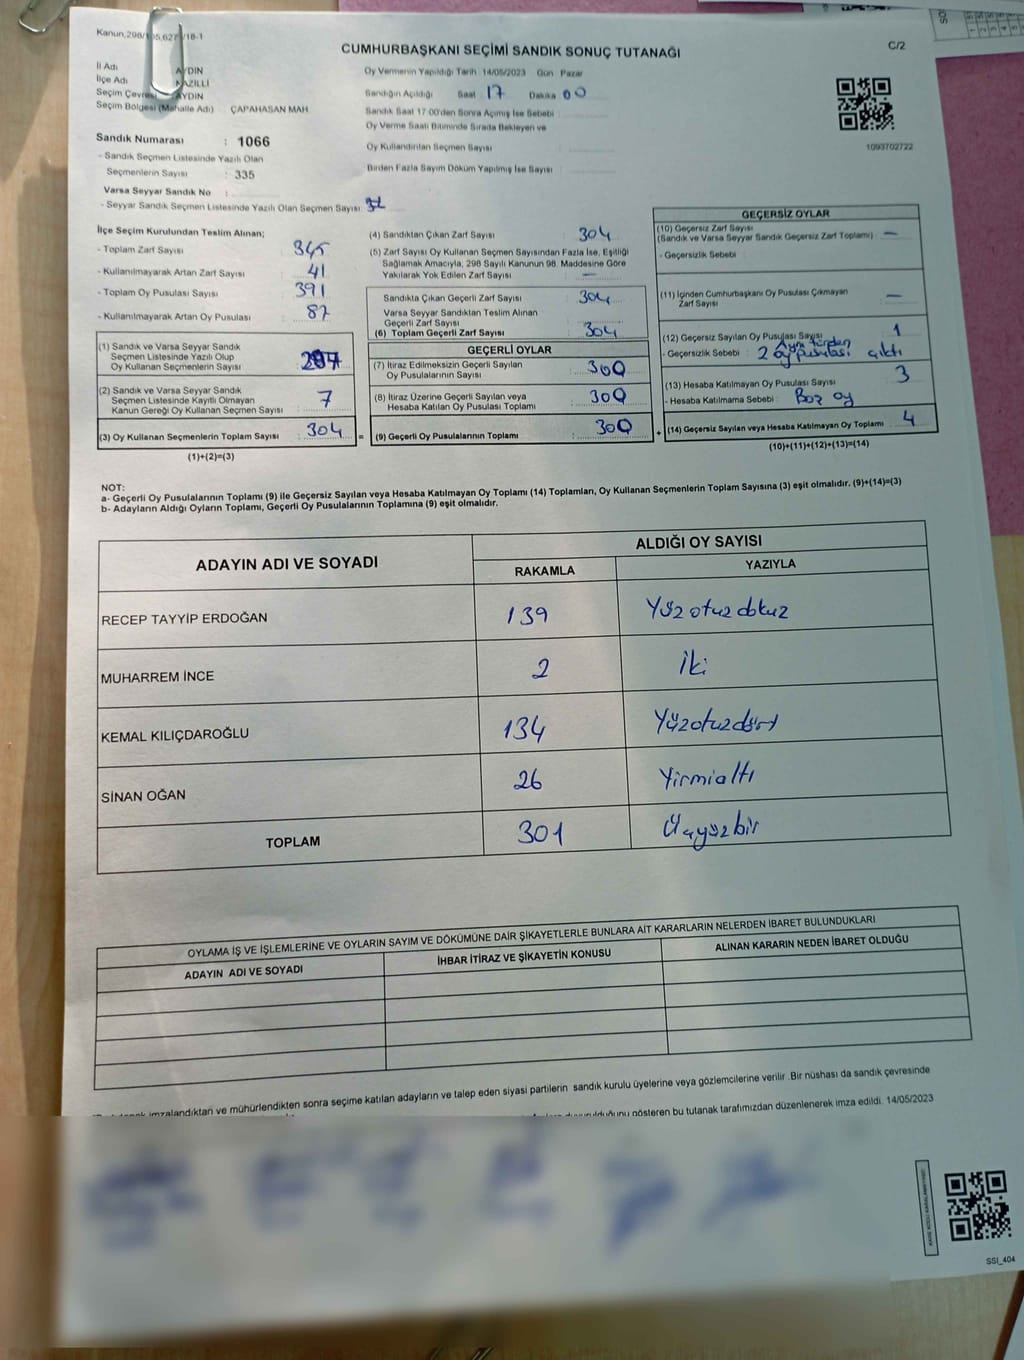 Kanun,298/105,627 /18-1
CUMHURBAŞKANI SEÇİMİ SANDIK SONUÇ TUTANAĞI
C/2
İl Adı AYDIN
İlçe Adı NAZİLLİ
Seçim Çevresi AYDIN
Seçim Bölgesi (Mahalle Adı) ÇAPAHASAN MAH
Sandık Numarası : 1066
- Sandık Seçmen Listesinde Yazılı Olan
Seçmenlerin Sayısı : 335
Varsa Seyyar Sandık No :
- Seyyar Sandık Seçmen Listesinde Yazılı Olan Seçmen Sayısı:
Oy Vermenin Yapıldığı Tarih 14/05/2023 Gün Pazar
Sandığın Açıldığı Saat 17 Dakika 00
Sandık Saat 17:00'den Sonra Açımış İse Sebebi :
Oy Verme Saati Bitiminde Sırada Bekleyen ve
Oy Kullandırılan Seçmen Sayısı :
Birden Fazla Sayım Döküm Yapılmış İse Sayısı :
1093702722
İlçe Seçim Kurulundan Teslim Alınan;
- Toplam Zarf Sayısı : 345
- Kullanılmayarak Artan Zarf Sayısı : 41
- Toplam Oy Pusulası Sayısı : 391
- Kullanılmayarak Artan Oy Pusulası : 87
(1) Sandık ve Varsa Seyyar Sandık
Seçmen Listesinde Yazılı Olup
Oy Kullanan Seçmenlerin Sayısı : 297
(2) Sandık ve Varsa Seyyar Sandık
Seçmen Listesinde Kayıtlı Olmayan
Kanun Gereği Oy Kullanan Seçmen Sayısı : 7
(3) Oy Kullanan Seçmenlerin Toplam Sayısı : 304
(1)+(2)=(3)
(4) Sandıktan Çıkan Zarf Sayısı : 304
(5) Zarf Sayısı Oy Kullanan Seçmen Sayısından Fazla İse, Eşitliği
Sağlamak Amacıyla, 298 Sayılı Kanunun 98. Maddesine Göre
Yakılarak Yok Edilen Zarf Sayısı : —
Sandıkta Çıkan Geçerli Zarf Sayısı : 304
Varsa Seyyar Sandıktan Teslim Alınan
Geçerli Zarf Sayısı :
(6) Toplam Geçerli Zarf Sayısı : 304
GEÇERLİ OYLAR
(7) İtiraz Edilmeksizin Geçerli Sayılan
Oy Pusulalarının Sayısı : 300
(8) İtiraz Üzerine Geçerli Sayılan veya
Hesaba Katılan Oy Pusulası Toplamı : 300
= (9) Geçerli Oy Pusulalarının Toplamı : 300
GEÇERSİZ OYLAR
(10) Geçersiz Zarf Sayısı
(Sandık ve Varsa Seyyar Sandık Geçersiz Zarf Toplamı) : —
- Geçersizlik Sebebi :
(11) İçinden Cumhurbaşkanı Oy Pusulası Çıkmayan
Zarf Sayısı : —
(12) Geçersiz Sayılan Oy Pusulası Sayısı : 1
- Geçersizlik Sebebi : Aynı türden
2 oy pusulası çıktı
(13) Hesaba Katılmayan Oy Pusulası Sayısı : 3
- Hesaba Katılmama Sebebi : Boş oy
+ (14) Geçersiz Sayılan veya Hesaba Katılmayan Oy Toplamı : 4
(10)+(11)+(12)+(13)=(14)
NOT:
a- Geçerli Oy Pusulalarının Toplamı (9) ile Geçersiz Sayılan veya Hesaba Katılmayan Oy Toplamı (14) Toplamları, Oy Kullanan Seçmenlerin Toplam Sayısına (3) eşit olmalıdır. (9)+(14)=(3)
b- Adayların Aldığı Oyların Toplamı, Geçerli Oy Pusulalarının Toplamına (9) eşit olmalıdır.
ADAYIN ADI VE SOYADI
ALDIĞI OY SAYISI
RAKAMLA YAZIYLA
RECEP TAYYİP ERDOĞAN 139 Yüz otuz dokuz
MUHARREM İNCE 2 İki
KEMAL KILIÇDAROĞLU 134 Yüzotuzdört
SİNAN OĞAN 26 Yirmialtı
TOPLAM 301 Üçyüzbir
OYLAMA İŞ VE İŞLEMLERİNE VE OYLARIN SAYIM VE DÖKÜMÜNE DAİR ŞİKAYETLERLE BUNLARA AİT KARARLARIN NELERDEN İBARET BULUNDUKLARI
ADAYIN ADI VE SOYADI İHBAR İTİRAZ VE ŞİKAYETİN KONUSU ALINAN KARARIN NEDEN İBARET OLDUĞU
imzalandıktan ve mühürlendikten sonra seçime katılan adayların ve talep eden siyasi partilerin sandık kurulu üyelerine veya gözlemcilerine verilir .Bir nüshası da sandık çevresinde
gösteren bu tutanak tarafımızdan düzenlenerek imza edildi. 14/05/2023
SSI_404